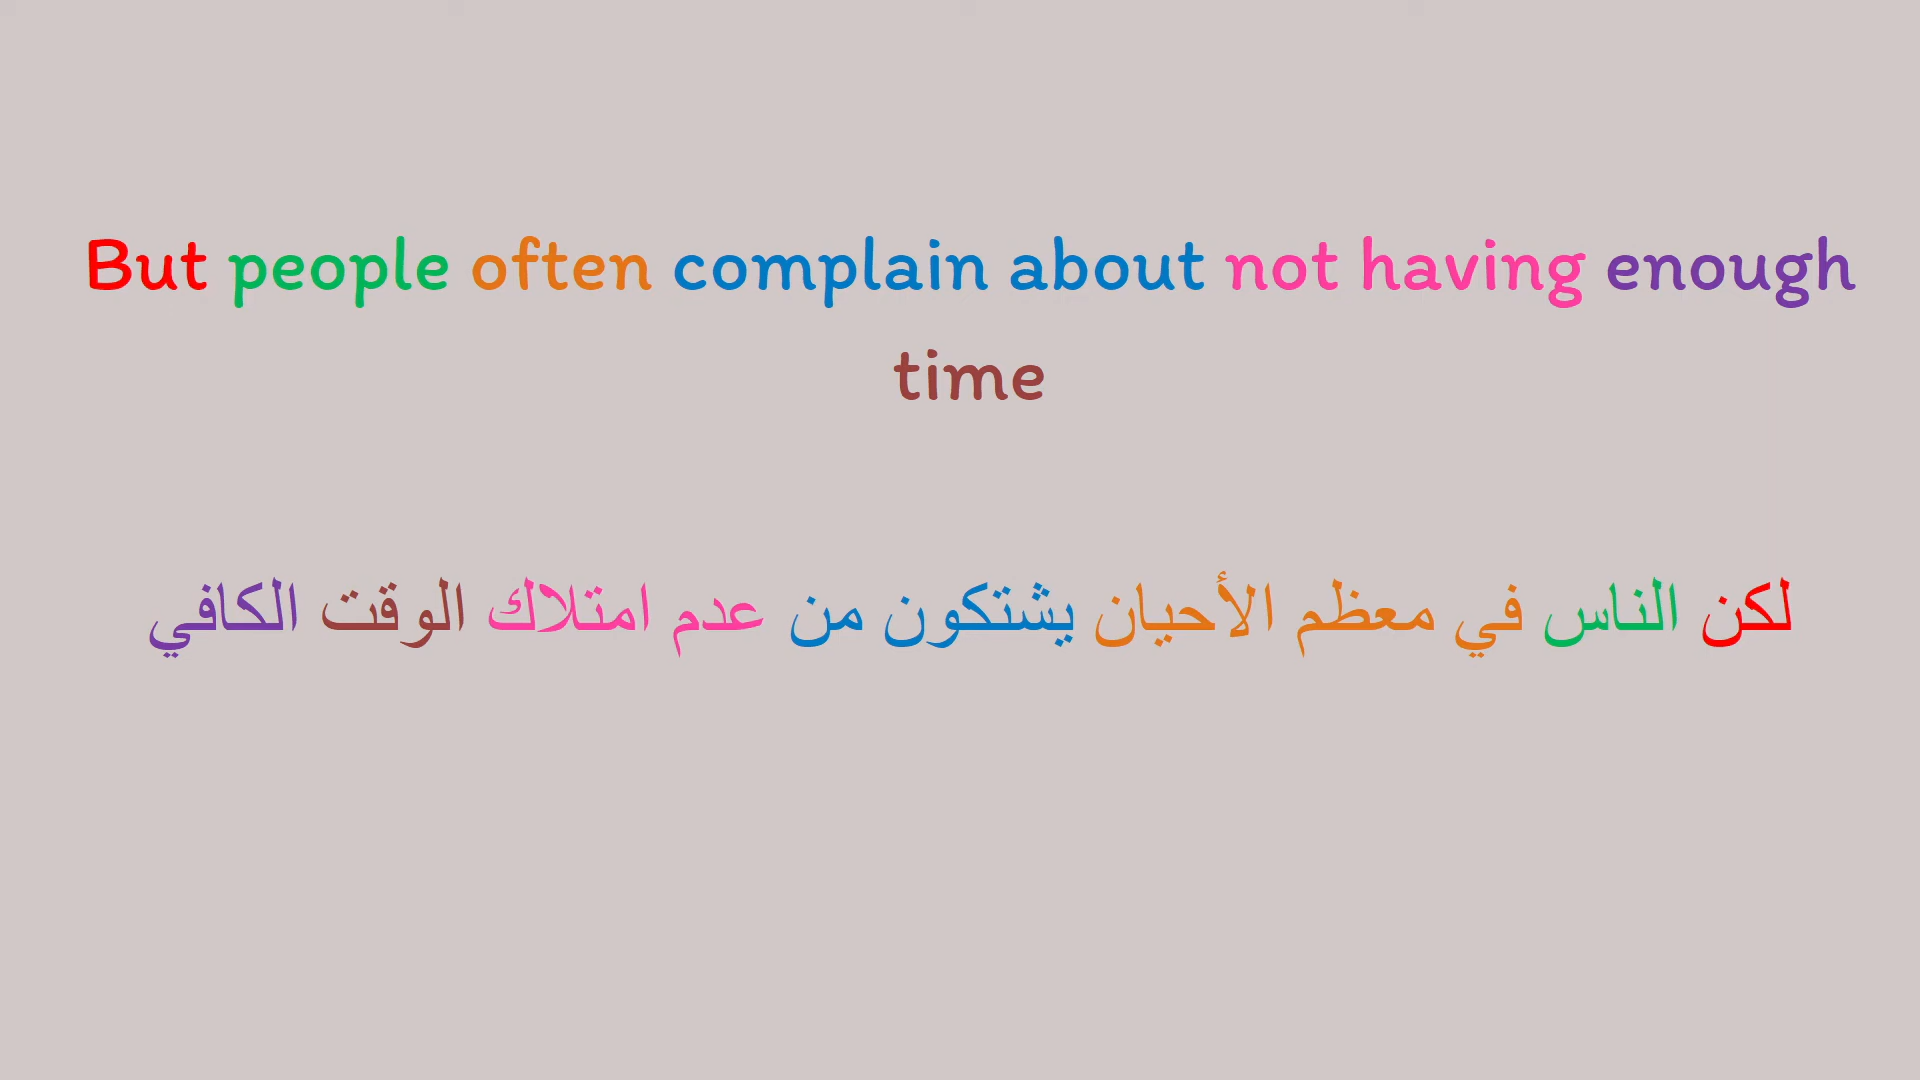 But people often complain about not having enough
time
لكن الناس في معظم الأحيان يشتكون من عدم امتلاك الوقت الكافي